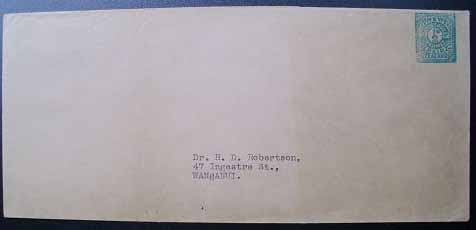 Dr. H. D. Robertson,
47 Ingestre St.,
WANGANUI.